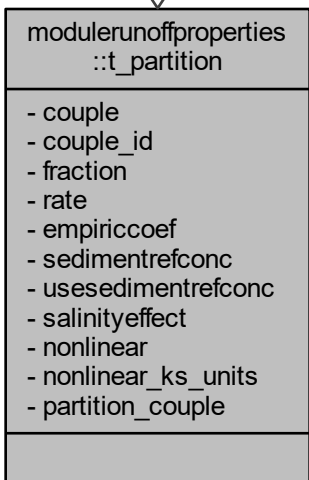 modulerunoffproperties
::t_partition
- couple
- couple_id
- fraction
- rate
- empiriccoef
- sedimentrefconc
- usesedimentrefconc
- salinityeffect
- nonlinear
- nonlinear_ks_units
- partition_couple